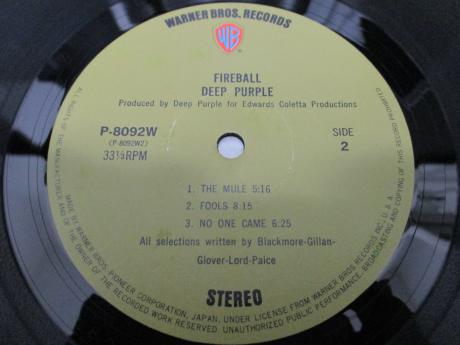 WARNER BROS. RECORDS
WB
FIREBALL
DEEP PURPLE
Produced by Deep Purple for Edwards Coletta Productions
P-8092W
(P-8092W2)
33⅓RPM
SIDE
2
1. THE MULE 5:16
2. FOOLS 8:15
3. NO ONE CAME 6:25
All selections written by Blackmore-Gillan-
Glover-Lord-Paice
STEREO
MADE BY WARNER BROS. PIONEER CORPORATION, JAPAN, UNDER LICENSE FROM WARNER BROS RECORDS INC., U.S.A.
ALL RIGHTS OF THE MANUFACTURER AND OF THE OWNER OF THE RECORDED WORK RESERVED. UNAUTHORIZED PUBLIC PERFORMANCE, BROADCASTING AND COPYING OF THIS RECORD PROHIBITED